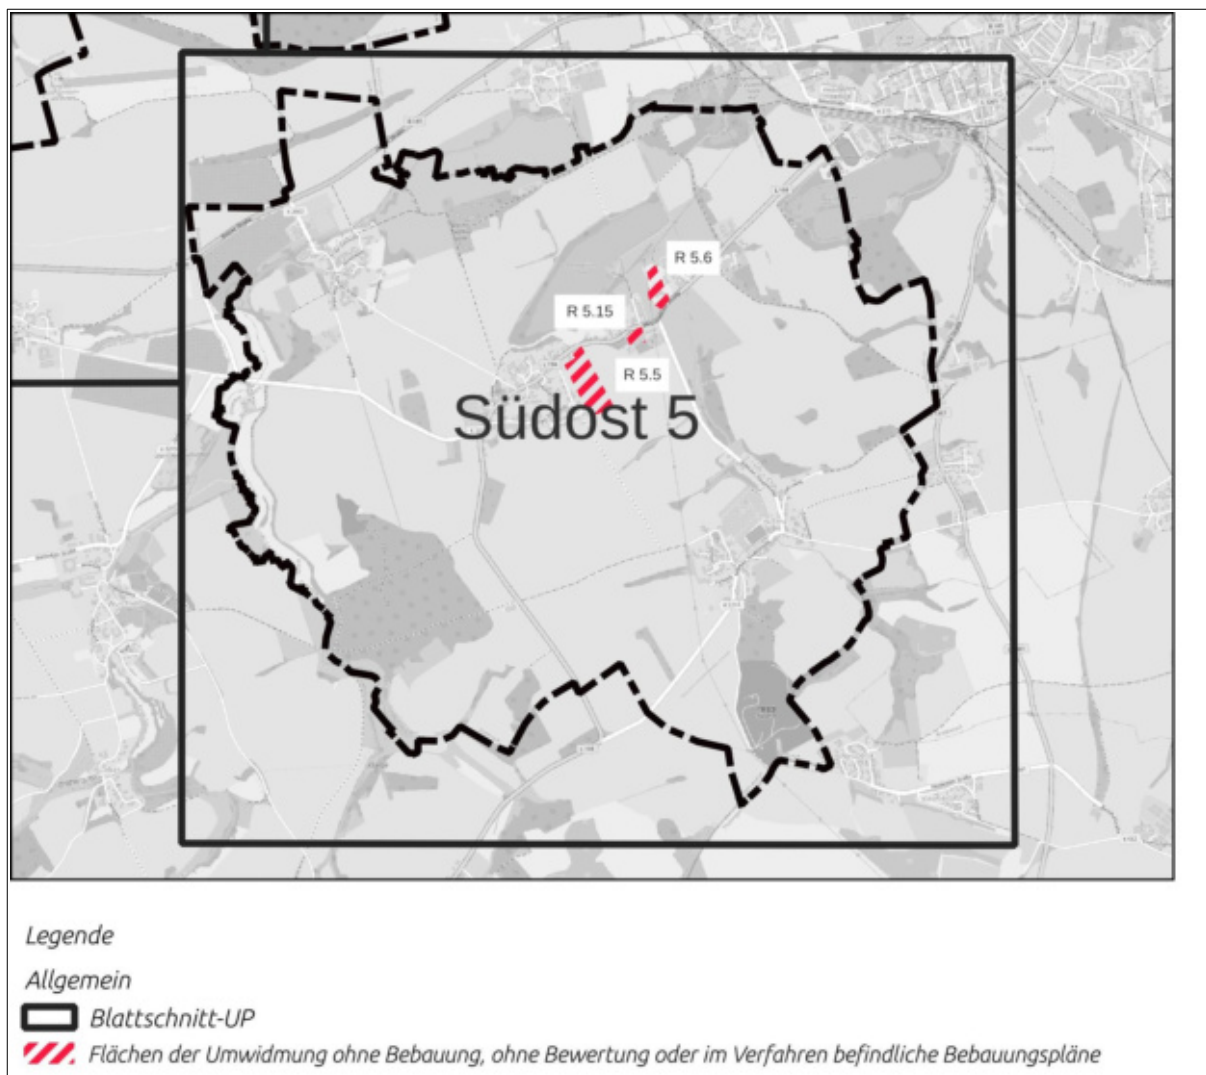 R 5.6
R 5.15
R 5.5
Südost 5
Legende
Allgemein
Blattschnitt-UP
Flächen der Umwidmung ohne Bebauung, ohne Bewertung oder im Verfahren befindliche Bebauungspläne